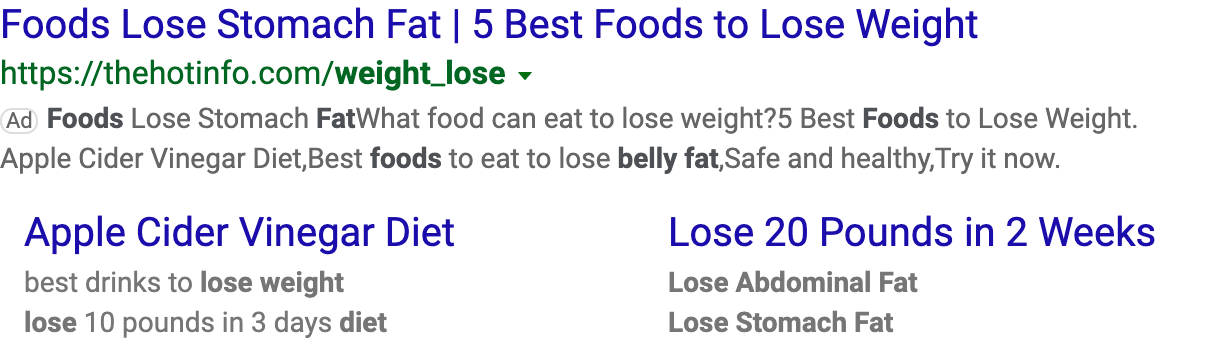 Foods Lose Stomach Fat | 5 Best Foods to Lose Weight
https://thehotinfo.com/weight_lose
Ad Foods Lose Stomach FatWhat food can eat to lose weight?5 Best Foods to Lose Weight.
Apple Cider Vinegar Diet,Best foods to eat to lose belly fat,Safe and healthy,Try it now.
Apple Cider Vinegar Diet
best drinks to lose weight
lose 10 pounds in 3 days diet
Lose 20 Pounds in 2 Weeks
Lose Abdominal Fat
Lose Stomach Fat